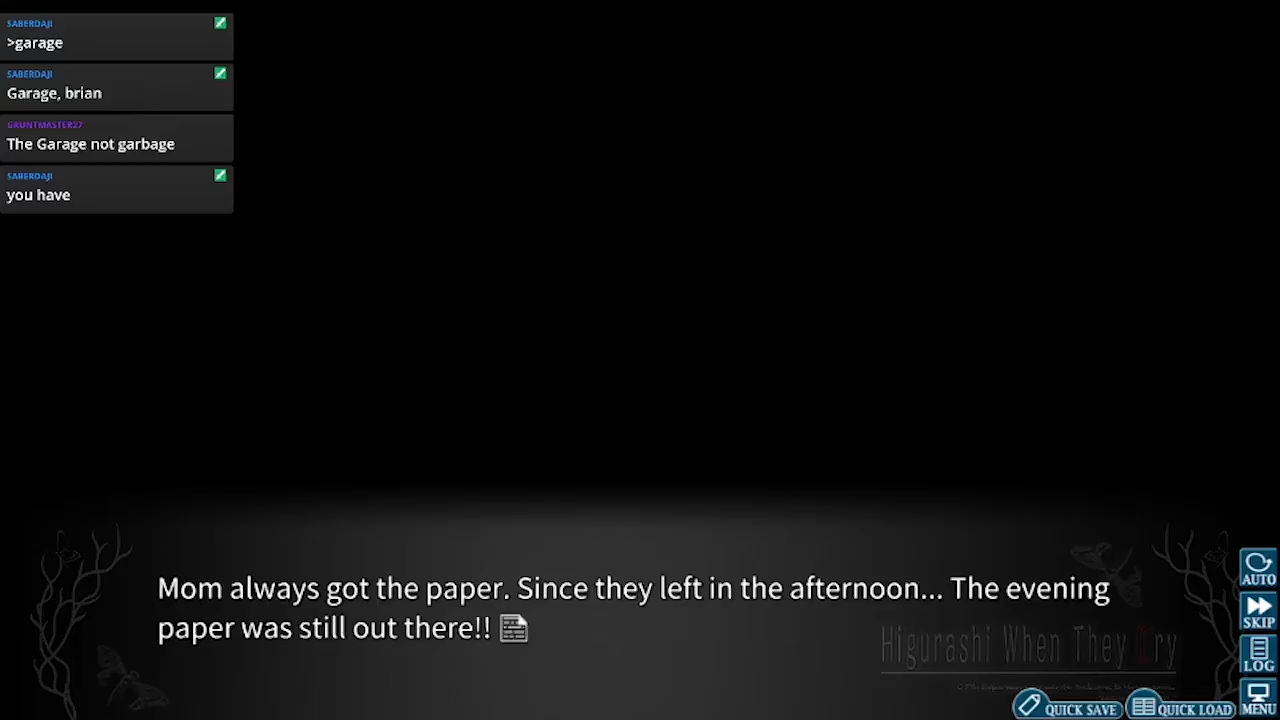 SABERDAJI
>garage
SABERDAJI
Garage, brian
GRUNTMASTER27
The Garage not garbage
SABERDAJI
you have
Mom always got the paper. Since they left in the afternoon... The evening
paper was still out there!!
Higurashi When They Cry
AUTO
SKIP
LOG
MENU
QUICK SAVE
QUICK LOAD